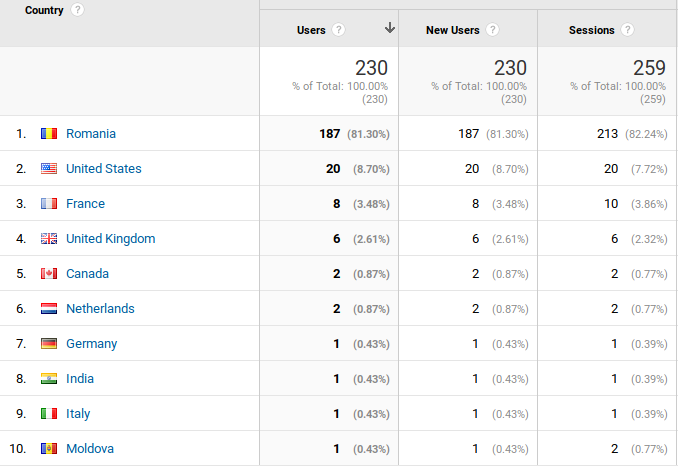 Country ?
Users ? New Users ? Sessions ?
230 230 259
% of Total: 100.00% % of Total: 100.00% % of Total: 100.00%
(230) (230) (259)
1. Romania 187 (81.30%) 187 (81.30%) 213 (82.24%)
2. United States 20 (8.70%) 20 (8.70%) 20 (7.72%)
3. France 8 (3.48%) 8 (3.48%) 10 (3.86%)
4. United Kingdom 6 (2.61%) 6 (2.61%) 6 (2.32%)
5. Canada 2 (0.87%) 2 (0.87%) 2 (0.77%)
6. Netherlands 2 (0.87%) 2 (0.87%) 2 (0.77%)
7. Germany 1 (0.43%) 1 (0.43%) 1 (0.39%)
8. India 1 (0.43%) 1 (0.43%) 1 (0.39%)
9. Italy 1 (0.43%) 1 (0.43%) 1 (0.39%)
10. Moldova 1 (0.43%) 1 (0.43%) 2 (0.77%)